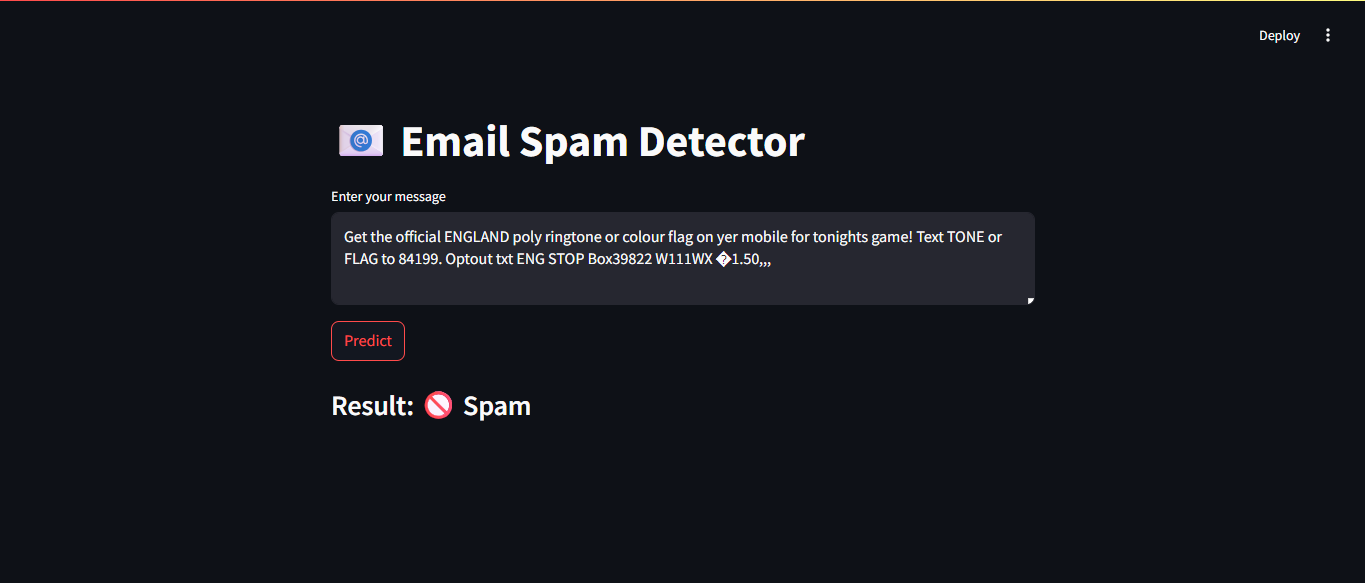 Deploy
Email Spam Detector
Enter your message
Get the official ENGLAND poly ringtone or colour flag on yer mobile for tonights game! Text TONE or
FLAG to 84199. Optout txt ENG STOP Box39822 W111WX �1.50,,,
Predict
Result: 🚫 Spam